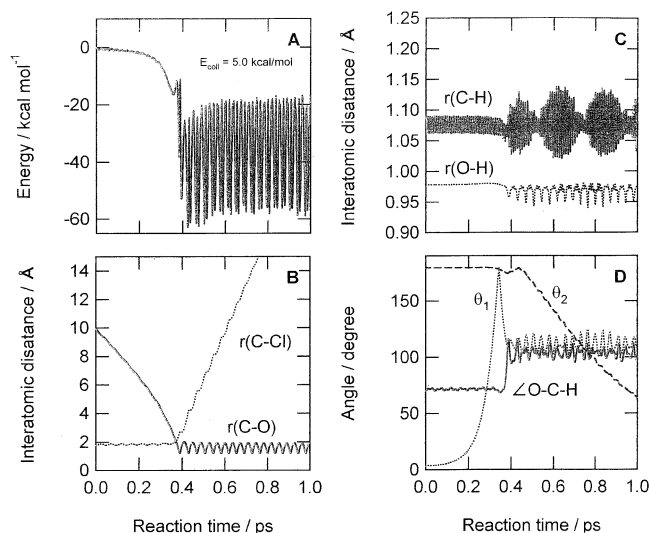 A
E_coll = 5.0 kcal/mol
Energy / kcal mol⁻¹
0
-20
-40
-60
B
r(C-Cl)
r(C-O)
Interatomic disatance / Å
14
12
10
8
6
4
2
0
0.0 0.2 0.4 0.6 0.8 1.0
Reaction time / ps
C
r(C-H)
r(O-H)
Interatomic disatance / Å
1.25
1.20
1.15
1.10
1.05
1.00
0.95
0.90
D
θ₁
θ₂
∠O-C-H
Angle / degree
150
100
50
0
0.0 0.2 0.4 0.6 0.8 1.0
Reaction time / ps